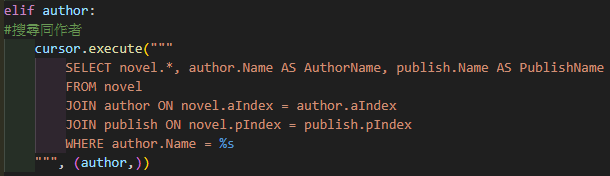 elif author:
#搜尋同作者
    cursor.execute("""
        SELECT novel.*, author.Name AS AuthorName, publish.Name AS PublishName
        FROM novel
        JOIN author ON novel.aIndex = author.aIndex
        JOIN publish ON novel.pIndex = publish.pIndex
        WHERE author.Name = %s
    """, (author,))